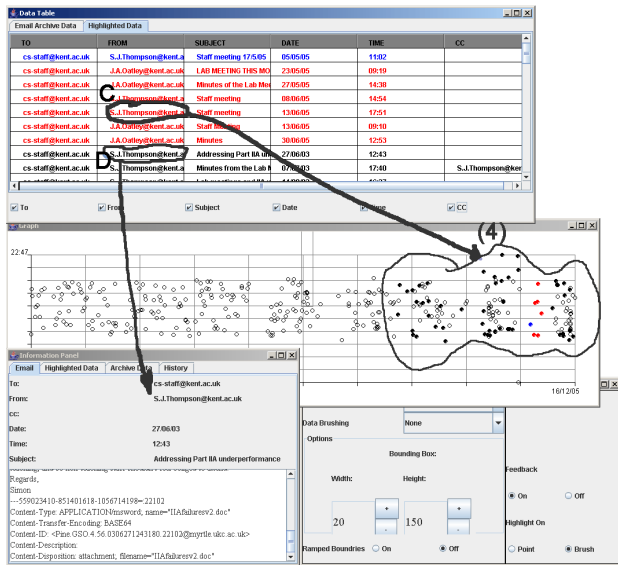 Data Table
Email Archive Data Highlighted Data
TO FROM SUBJECT DATE TIME CC
cs-staff@kent.ac.uk S.J.Thompson@kent.a Staff meeting 17/5/05 05/05/05 11:02
cs-staff@kent.ac.uk J.A.Oatley@kent.ac.uk LAB MEETING THIS MO 23/05/05 09:19
cs-staff@kent.ac.uk J.A.Oatley@kent.ac.uk Minutes of the Lab Mee 27/05/05 14:38
cs-staff@kent.ac.uk S.J.Thompson@kent.a Staff meeting 08/06/05 14:54
C
cs-staff@kent.ac.uk S.J.Thompson@kent.a Staff meeting 13/06/05 17:51
cs-staff@kent.ac.uk J.A.Oatley@kent.ac.uk Staff Meeting 13/06/05 09:10
cs-staff@kent.ac.uk J.A.Oatley@kent.ac.uk Minutes 30/06/05 12:53
cs-staff@kent.ac.uk S.J.Thompson@kent.a Addressing Part IIA un 27/06/03 12:43
D
cs-staff@kent.ac.uk S.J.Thompson@kent.a Minutes from the Lab M 07/05/03 17:40 S.J.Thompson@ken
To From Subject Date Time CC
(4)
Graph
22:47
16/12/05
Information Panel
Email Highlighted Data Archive Data History
To: cs-staff@kent.ac.uk
From: S.J.Thompson@kent.ac.uk
cc:
Date: 27/06/03
Time: 12:43
Subject: Addressing Part IIA underperformance
Regards,
Simon
---559023410-851401618-1056714198=:22102
Content-Type: APPLICATION/msword; name="IIAfailuresv2.doc"
Content-Transfer-Encoding: BASE64
Content-ID: <Pine.GSO.4.56.0306271243180.22102@myrtle.ukc.ac.uk>
Content-Description:
Content-Disposition: attachment; filename="IIAfailuresv2.doc"
Data Brushing None
Options
Bounding Box:
Width: Height:
20 + - 150 + -
Ramped Boundries On Off
Feedback
On Off
Highlight On
Point Brush